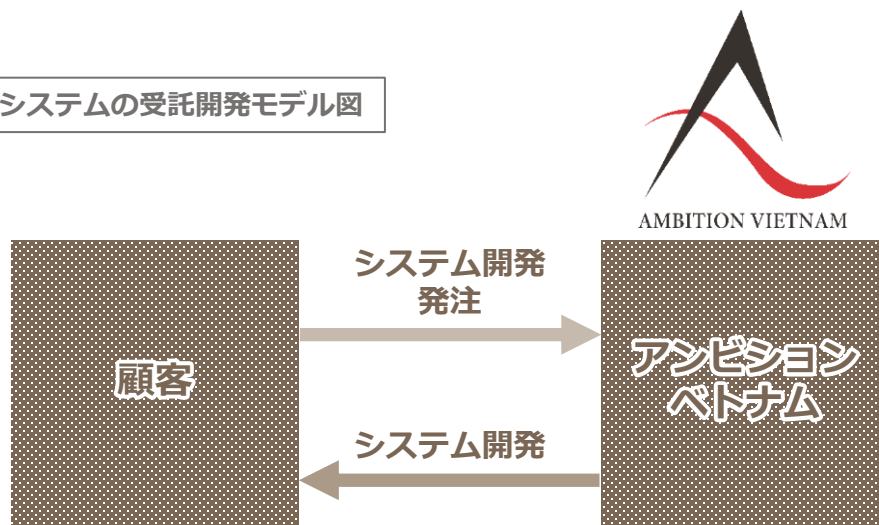 システムの受託開発モデル図
AMBITION VIETNAM
システム開発
発注
顧客
アンビション
ベトナム
システム開発